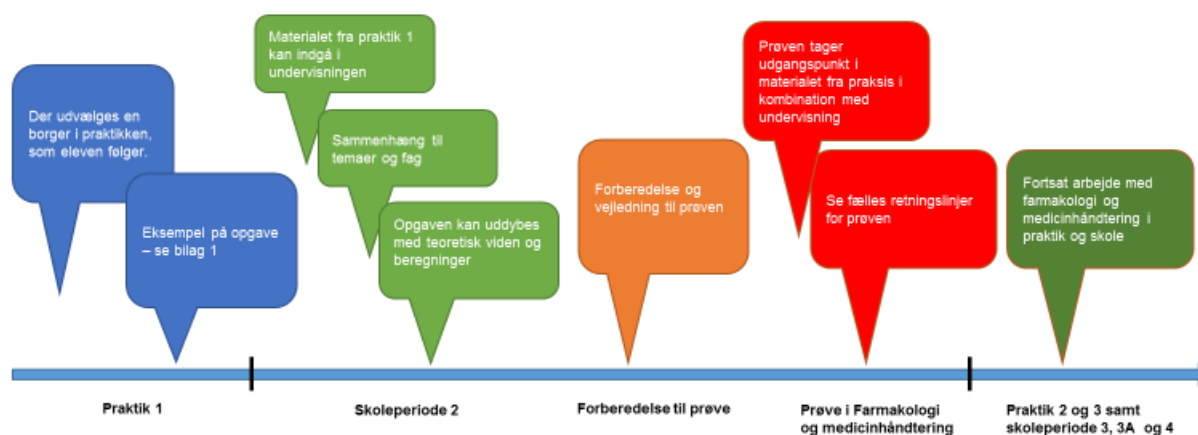 Der udvælges en
borger i praktikken,
som eleven følger.
Eksempel på opgave
– se bilag 1
Materialet fra praktik 1
kan indgå i
undervisningen
Sammenhæng til
temaer og fag
Opgaven kan uddybes
med teoretisk viden og
beregninger
Forberedelse og
vejledning til prøven
Prøven tager
udgangspunkt i
materialet fra praksis i
kombination med
undervisning
Se fælles retningslinjer
for prøven
Fortsat arbejde med
farmakologi og
medicinhåndtering i
praktik og skole
Praktik 1
Skoleperiode 2
Forberedelse til prøve
Prøve i Farmakologi
og medicinhåndtering
Praktik 2 og 3 samt
skoleperiode 3, 3A og 4